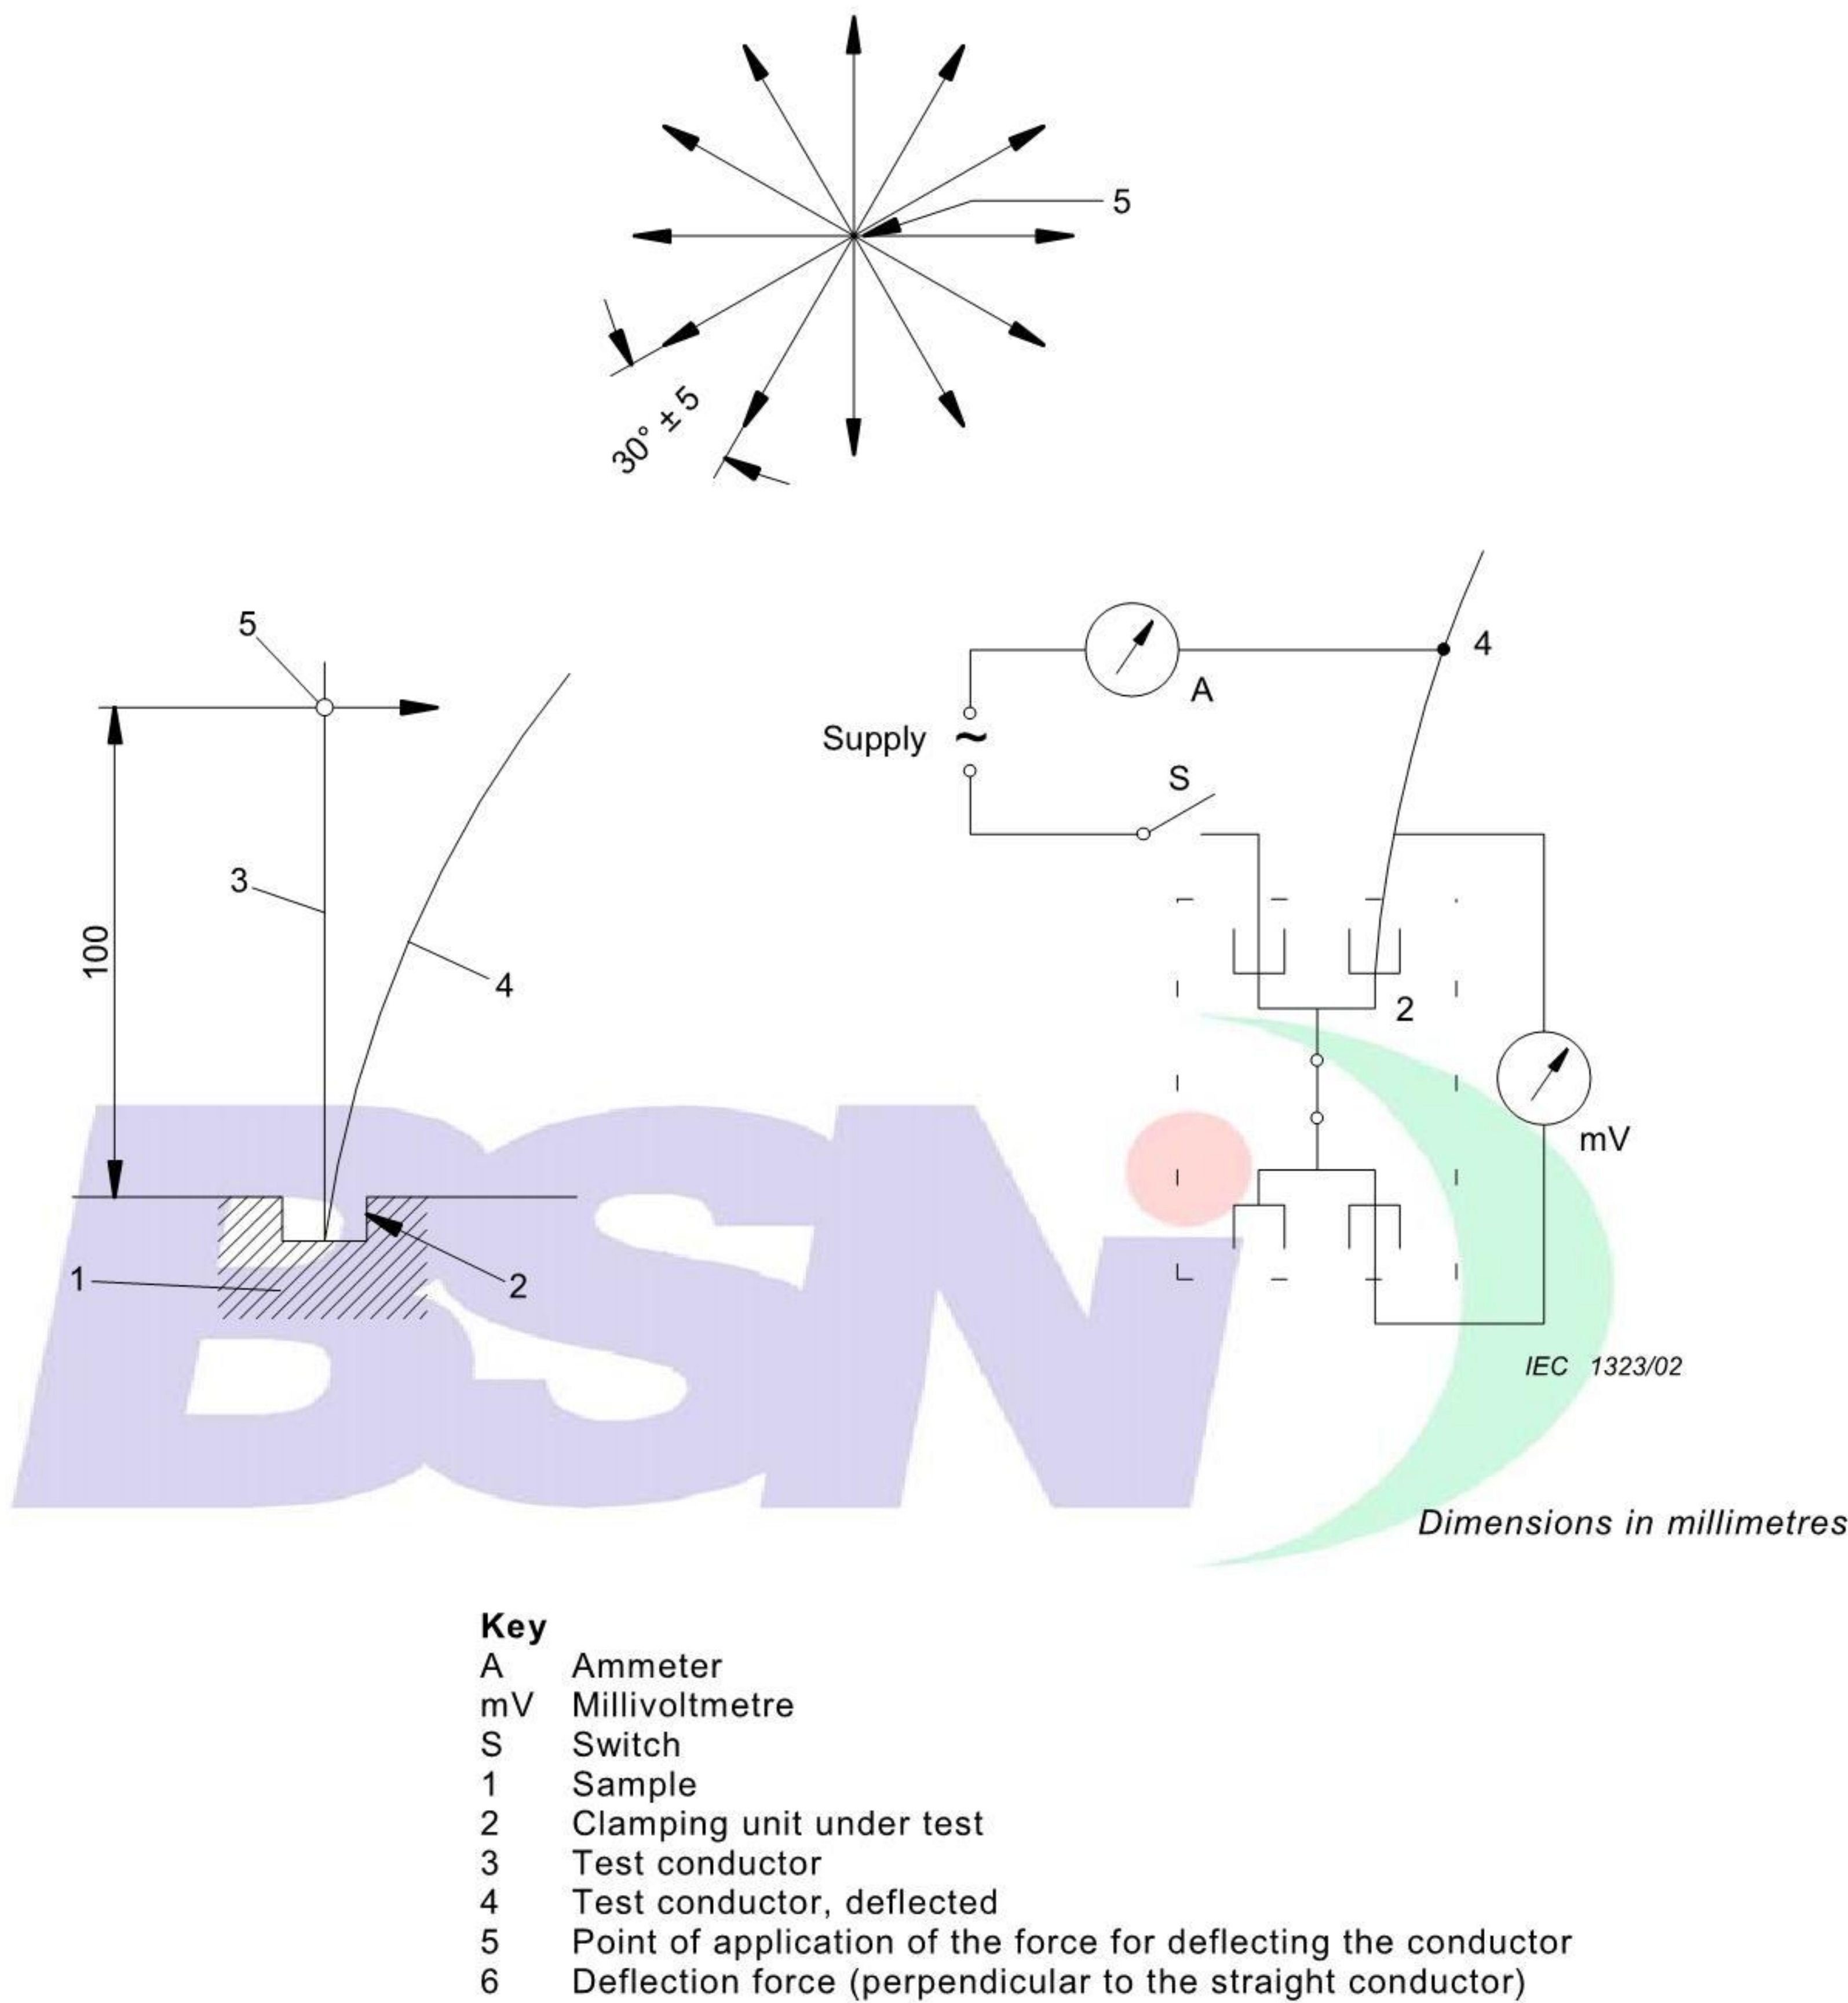 5
30° ± 5
5
4
A
Supply ~
S
3
100
4
2
mV
1
2
BSNi
IEC 1323/02
Dimensions in millimetres
Key
A Ammeter
mV Millivoltmetre
S Switch
1 Sample
2 Clamping unit under test
3 Test conductor
4 Test conductor, deflected
5 Point of application of the force for deflecting the conductor
6 Deflection force (perpendicular to the straight conductor)